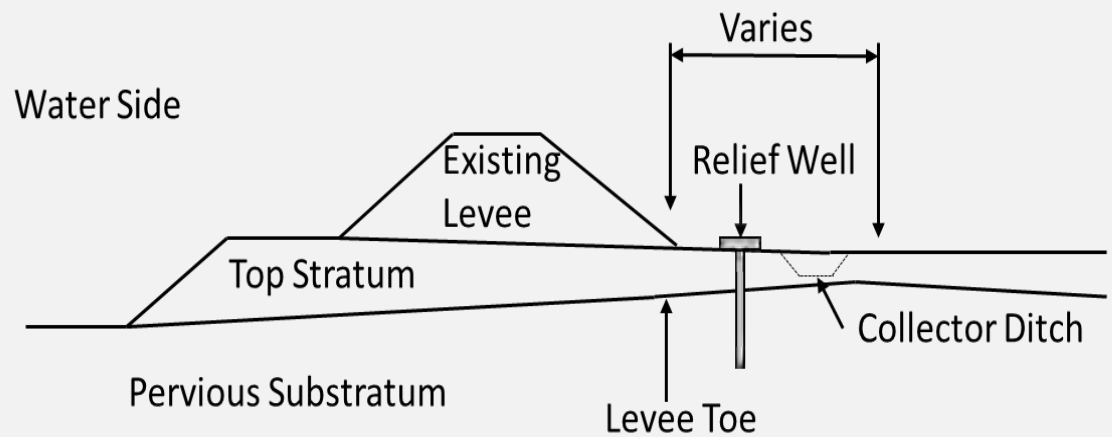 Varies
Water Side
Existing
Levee
Relief Well
Top Stratum
Collector Ditch
Pervious Substratum
Levee Toe